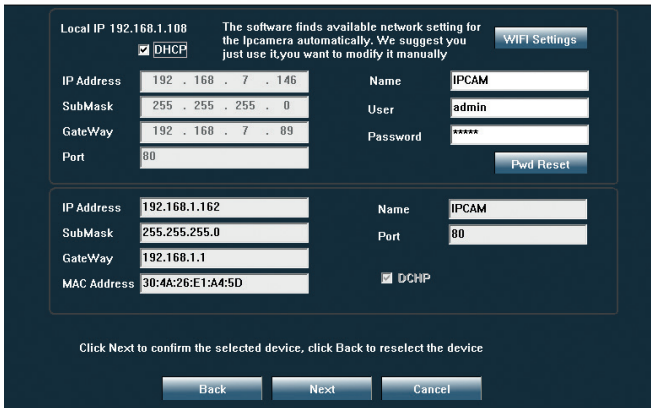 Local IP 192.168.1.108
DHCP
The software finds available network setting for
the Ipcamera automatically. We suggest you
just use it,you want to modify it manually
WIFI Settings
IP Address 192 . 168 . 7 . 146
Name IPCAM
SubMask 255 . 255 . 255 . 0
User admin
GateWay 192 . 168 . 7 . 89
Password *****
Port 80
Pwd Reset
IP Address 192.168.1.162
Name IPCAM
SubMask 255.255.255.0
Port 80
GateWay 192.168.1.1
MAC Address 30:4A:26:E1:A4:5D
DCHP
Click Next to confirm the selected device, click Back to reselect the device
Back Next Cancel